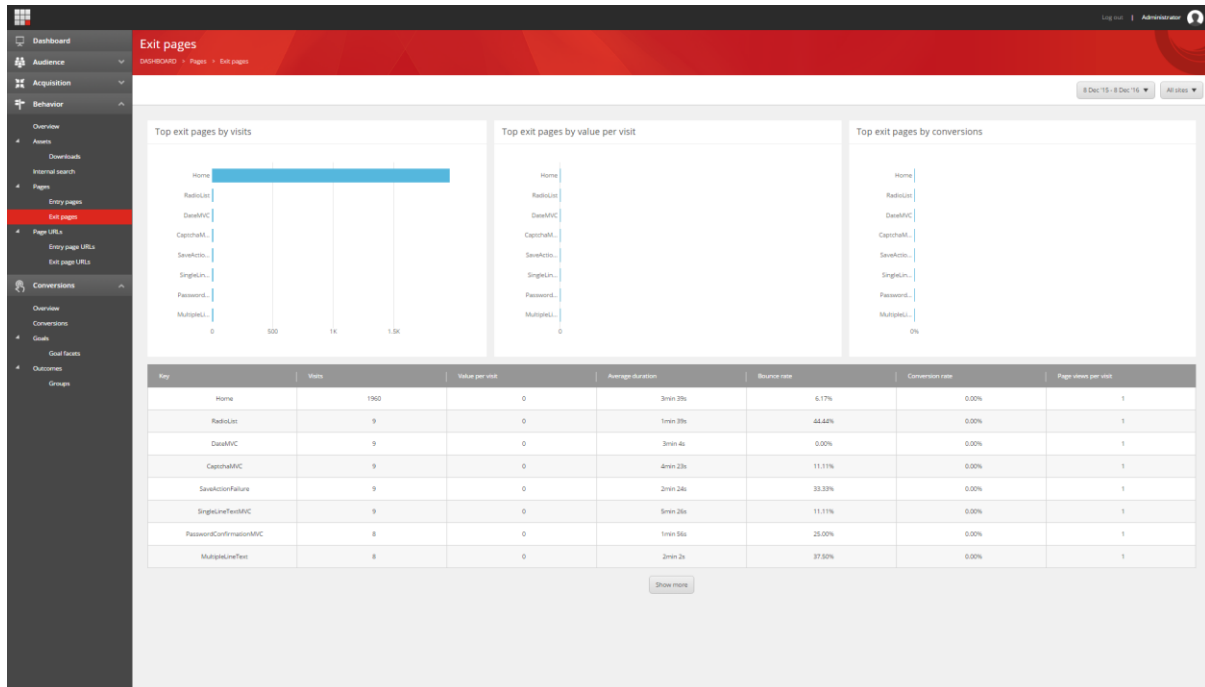 Log out | Administrator
Dashboard
Audience
Acquisition
Behavior
Overview
Assets
Downloads
Internal search
Pages
Entry pages
Exit pages
Page URLs
Entry page URLs
Exit page URLs
Conversions
Overview
Conversions
Goals
Goal facets
Outcomes
Groups
Exit pages
DASHBOARD > Pages > Exit pages
8 Dec '15 - 8 Dec '16 All sites
Top exit pages by visits
Home
RadioList
DateMVC
CaptchaM...
SaveActio...
SingleLin...
Password...
MultipleLi...
0 500 1K 1.5K
Top exit pages by value per visit
Home
RadioList
DateMVC
CaptchaM...
SaveActio...
SingleLin...
Password...
MultipleLi...
0
Top exit pages by conversions
Home
RadioList
DateMVC
CaptchaM...
SaveActio...
SingleLin...
Password...
MultipleLi...
0%
Key Visits Value per visit Average duration Bounce rate Conversion rate Page views per visit
Home 1960 0 3min 39s 6.17% 0.00% 1
RadioList 9 0 1min 39s 44.44% 0.00% 1
DateMVC 9 0 3min 4s 0.00% 0.00% 1
CaptchaMVC 9 0 4min 23s 11.11% 0.00% 1
SaveActionFailure 9 0 2min 24s 33.33% 0.00% 1
SingleLineTextMVC 9 0 5min 26s 11.11% 0.00% 1
PasswordConfirmationMVC 8 0 1min 56s 25.00% 0.00% 1
MultipleLineText 8 0 2min 2s 37.50% 0.00% 1
Show more